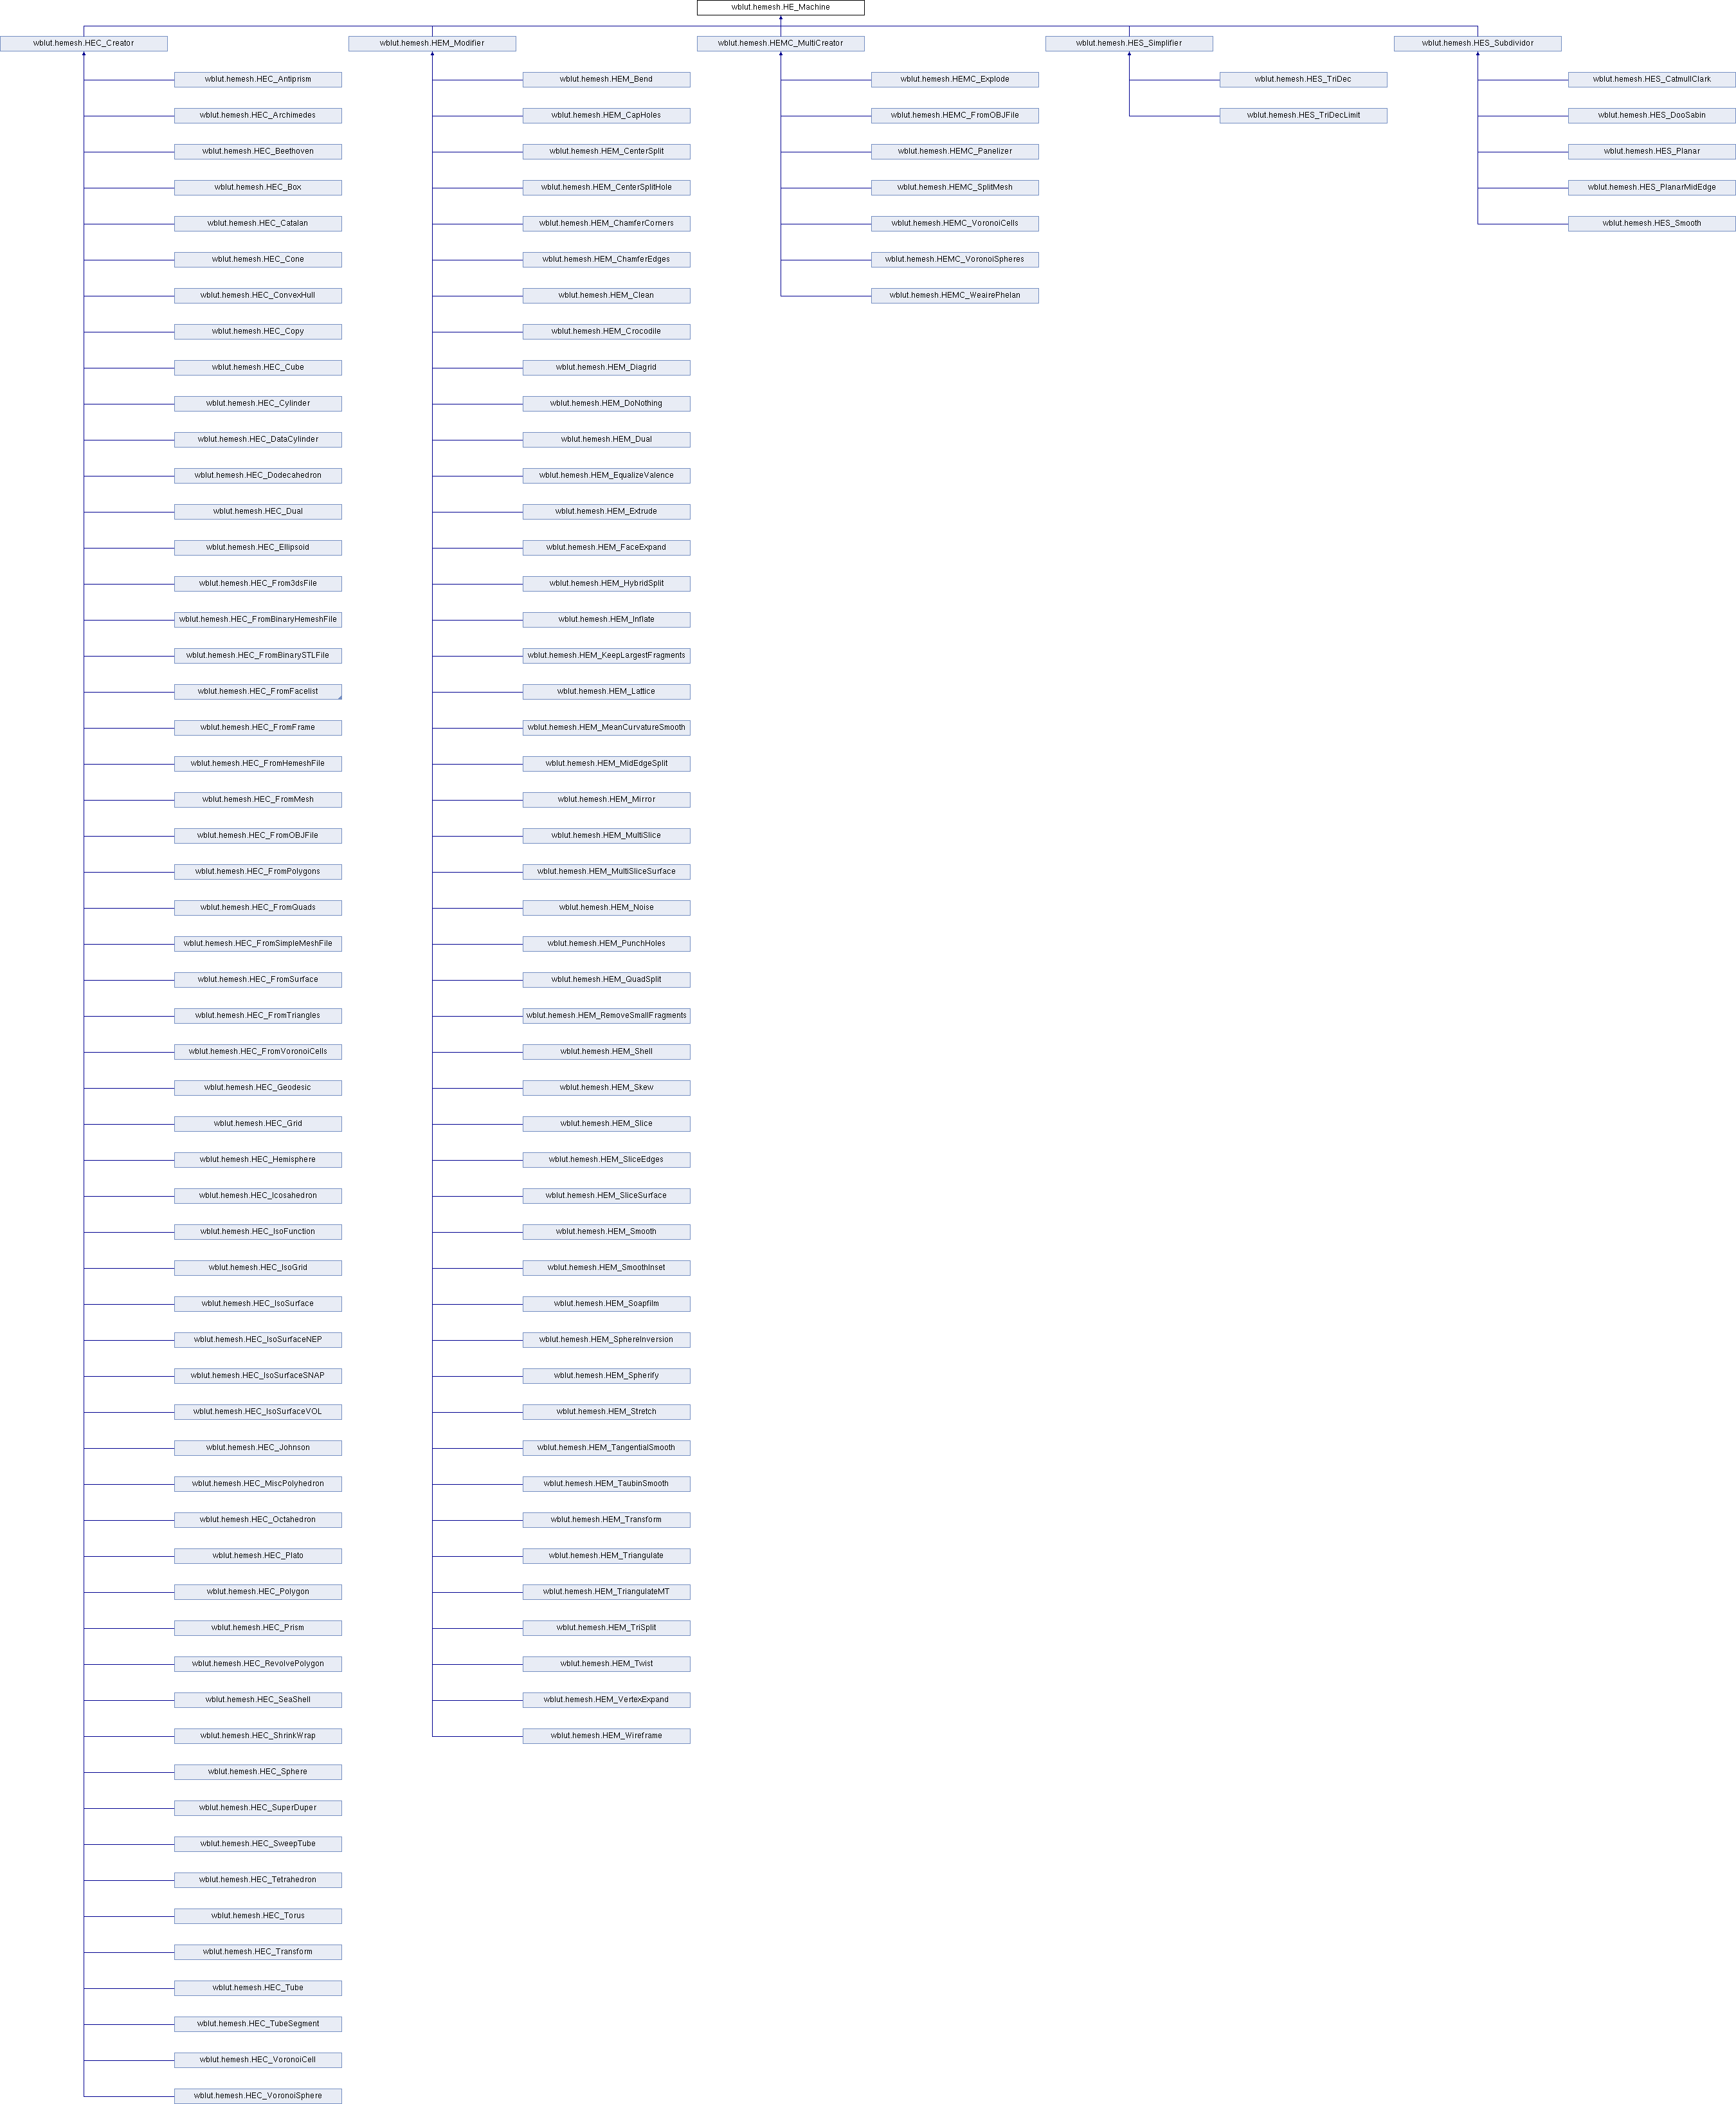 wblut.hemesh.HE_Machine
wblut.hemesh.HEC_Creator
wblut.hemesh.HEM_Modifier
wblut.hemesh.HEMC_MultiCreator
wblut.hemesh.HES_Simplifier
wblut.hemesh.HES_Subdividor
wblut.hemesh.HEC_Antiprism
wblut.hemesh.HEC_Archimedes
wblut.hemesh.HEC_Beethoven
wblut.hemesh.HEC_Box
wblut.hemesh.HEC_Catalan
wblut.hemesh.HEC_Cone
wblut.hemesh.HEC_ConvexHull
wblut.hemesh.HEC_Copy
wblut.hemesh.HEC_Cube
wblut.hemesh.HEC_Cylinder
wblut.hemesh.HEC_DataCylinder
wblut.hemesh.HEC_Dodecahedron
wblut.hemesh.HEC_Dual
wblut.hemesh.HEC_Ellipsoid
wblut.hemesh.HEC_From3dsFile
wblut.hemesh.HEC_FromBinaryHemeshFile
wblut.hemesh.HEC_FromBinarySTLFile
wblut.hemesh.HEC_FromFacelist
wblut.hemesh.HEC_FromFrame
wblut.hemesh.HEC_FromHemeshFile
wblut.hemesh.HEC_FromMesh
wblut.hemesh.HEC_FromOBJFile
wblut.hemesh.HEC_FromPolygons
wblut.hemesh.HEC_FromQuads
wblut.hemesh.HEC_FromSimpleMeshFile
wblut.hemesh.HEC_FromSurface
wblut.hemesh.HEC_FromTriangles
wblut.hemesh.HEC_FromVoronoiCells
wblut.hemesh.HEC_Geodesic
wblut.hemesh.HEC_Grid
wblut.hemesh.HEC_Hemisphere
wblut.hemesh.HEC_Icosahedron
wblut.hemesh.HEC_IsoFunction
wblut.hemesh.HEC_IsoGrid
wblut.hemesh.HEC_IsoSurface
wblut.hemesh.HEC_IsoSurfaceNEP
wblut.hemesh.HEC_IsoSurfaceSNAP
wblut.hemesh.HEC_IsoSurfaceVOL
wblut.hemesh.HEC_Johnson
wblut.hemesh.HEC_MiscPolyhedron
wblut.hemesh.HEC_Octahedron
wblut.hemesh.HEC_Plato
wblut.hemesh.HEC_Polygon
wblut.hemesh.HEC_Prism
wblut.hemesh.HEC_RevolvePolygon
wblut.hemesh.HEC_SeaShell
wblut.hemesh.HEC_ShrinkWrap
wblut.hemesh.HEC_Sphere
wblut.hemesh.HEC_SuperDuper
wblut.hemesh.HEC_SweepTube
wblut.hemesh.HEC_Tetrahedron
wblut.hemesh.HEC_Torus
wblut.hemesh.HEC_Transform
wblut.hemesh.HEC_Tube
wblut.hemesh.HEC_TubeSegment
wblut.hemesh.HEC_VoronoiCell
wblut.hemesh.HEC_VoronoiSphere
wblut.hemesh.HEM_Bend
wblut.hemesh.HEM_CapHoles
wblut.hemesh.HEM_CenterSplit
wblut.hemesh.HEM_CenterSplitHole
wblut.hemesh.HEM_ChamferCorners
wblut.hemesh.HEM_ChamferEdges
wblut.hemesh.HEM_Clean
wblut.hemesh.HEM_Crocodile
wblut.hemesh.HEM_Diagrid
wblut.hemesh.HEM_DoNothing
wblut.hemesh.HEM_Dual
wblut.hemesh.HEM_EqualizeValence
wblut.hemesh.HEM_Extrude
wblut.hemesh.HEM_FaceExpand
wblut.hemesh.HEM_HybridSplit
wblut.hemesh.HEM_Inflate
wblut.hemesh.HEM_KeepLargestFragments
wblut.hemesh.HEM_Lattice
wblut.hemesh.HEM_MeanCurvatureSmooth
wblut.hemesh.HEM_MidEdgeSplit
wblut.hemesh.HEM_Mirror
wblut.hemesh.HEM_MultiSlice
wblut.hemesh.HEM_MultiSliceSurface
wblut.hemesh.HEM_Noise
wblut.hemesh.HEM_PunchHoles
wblut.hemesh.HEM_QuadSplit
wblut.hemesh.HEM_RemoveSmallFragments
wblut.hemesh.HEM_Shell
wblut.hemesh.HEM_Skew
wblut.hemesh.HEM_Slice
wblut.hemesh.HEM_SliceEdges
wblut.hemesh.HEM_SliceSurface
wblut.hemesh.HEM_Smooth
wblut.hemesh.HEM_SmoothInset
wblut.hemesh.HEM_Soapfilm
wblut.hemesh.HEM_SphereInversion
wblut.hemesh.HEM_Spherify
wblut.hemesh.HEM_Stretch
wblut.hemesh.HEM_TangentialSmooth
wblut.hemesh.HEM_TaubinSmooth
wblut.hemesh.HEM_Transform
wblut.hemesh.HEM_Triangulate
wblut.hemesh.HEM_TriangulateMT
wblut.hemesh.HEM_TriSplit
wblut.hemesh.HEM_Twist
wblut.hemesh.HEM_VertexExpand
wblut.hemesh.HEM_Wireframe
wblut.hemesh.HEMC_Explode
wblut.hemesh.HEMC_FromOBJFile
wblut.hemesh.HEMC_Panelizer
wblut.hemesh.HEMC_SplitMesh
wblut.hemesh.HEMC_VoronoiCells
wblut.hemesh.HEMC_VoronoiSpheres
wblut.hemesh.HEMC_WeairePhelan
wblut.hemesh.HES_TriDec
wblut.hemesh.HES_TriDecLimit
wblut.hemesh.HES_CatmullClark
wblut.hemesh.HES_DooSabin
wblut.hemesh.HES_Planar
wblut.hemesh.HES_PlanarMidEdge
wblut.hemesh.HES_Smooth